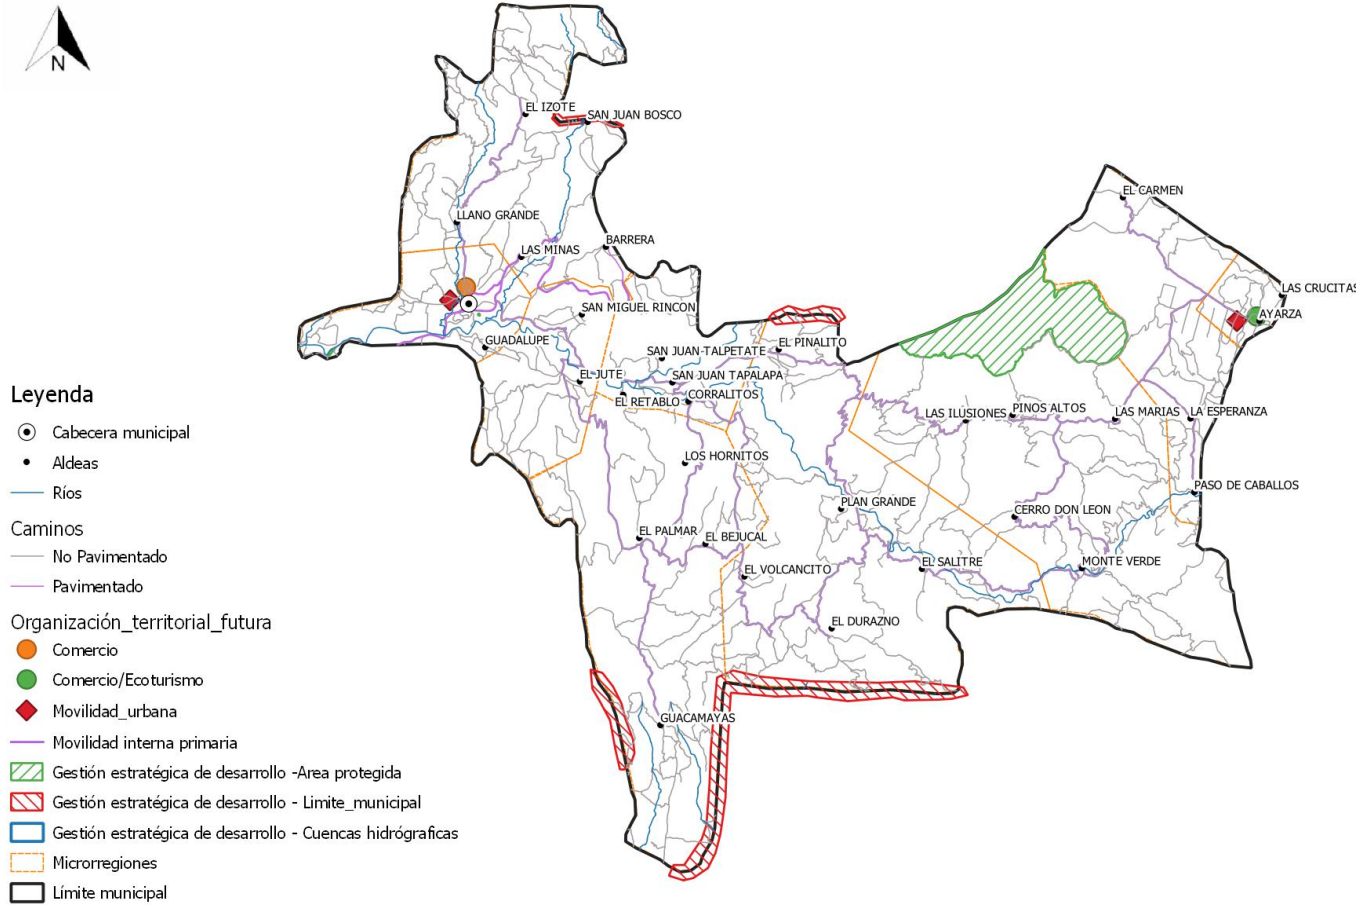 N
EL IZOTE
SAN JUAN BOSCO
EL CARMEN
LLANO GRANDE
BARRERA
LAS MINAS
LAS CRUCITAS
SAN MIGUEL RINCON
AYARZA
GUADALUPE
EL PINALITO
SAN JUAN TALPETATE
EL JUTE
SAN JUAN TAPALAPA
CORRALITOS
EL RETABLO
LAS ILUSIONES
PINOS ALTOS
LAS MARIAS
LA ESPERANZA
LOS HORNITOS
PASO DE CABALLOS
PLAN GRANDE
CERRO DON LEON
EL PALMAR
EL BEJUCAL
EL VOLCANCITO
EL SALITRE
MONTE VERDE
EL DURAZNO
GUACAMAYAS
Leyenda
Cabecera municipal
Aldeas
Ríos
Caminos
No Pavimentado
Pavimentado
Organización_territorial_futura
Comercio
Comercio/Ecoturismo
Movilidad_urbana
Movilidad interna primaria
Gestión estratégica de desarrollo -Area protegida
Gestión estratégica de desarrollo - Limite_municipal
Gestión estratégica de desarrollo - Cuencas hidrógraficas
Microrregiones
Límite municipal